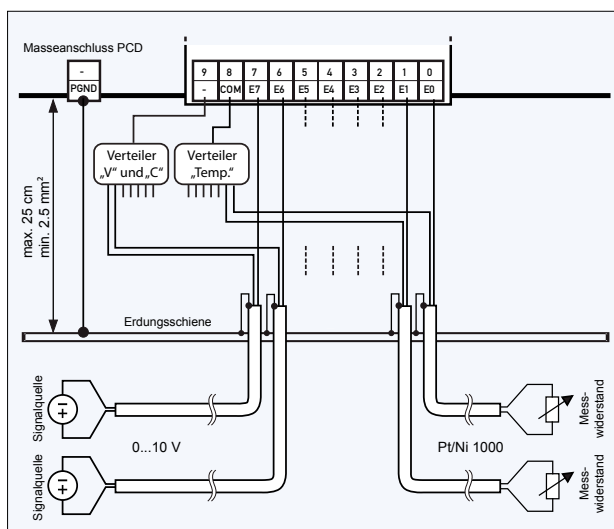 Masseanschluss PCD
-
PGND
9 8 7 6 5 4 3 2 1 0
- COM E7 E6 E5 E4 E3 E2 E1 E0
Verteiler
„V“ und „C“
Verteiler
„Temp.“
max. 25 cm
min. 2.5 mm²
Erdungsschiene
Signalquelle
0...10 V
Signalquelle
Pt/Ni 1000
Mess-
widerstand
Mess-
widerstand